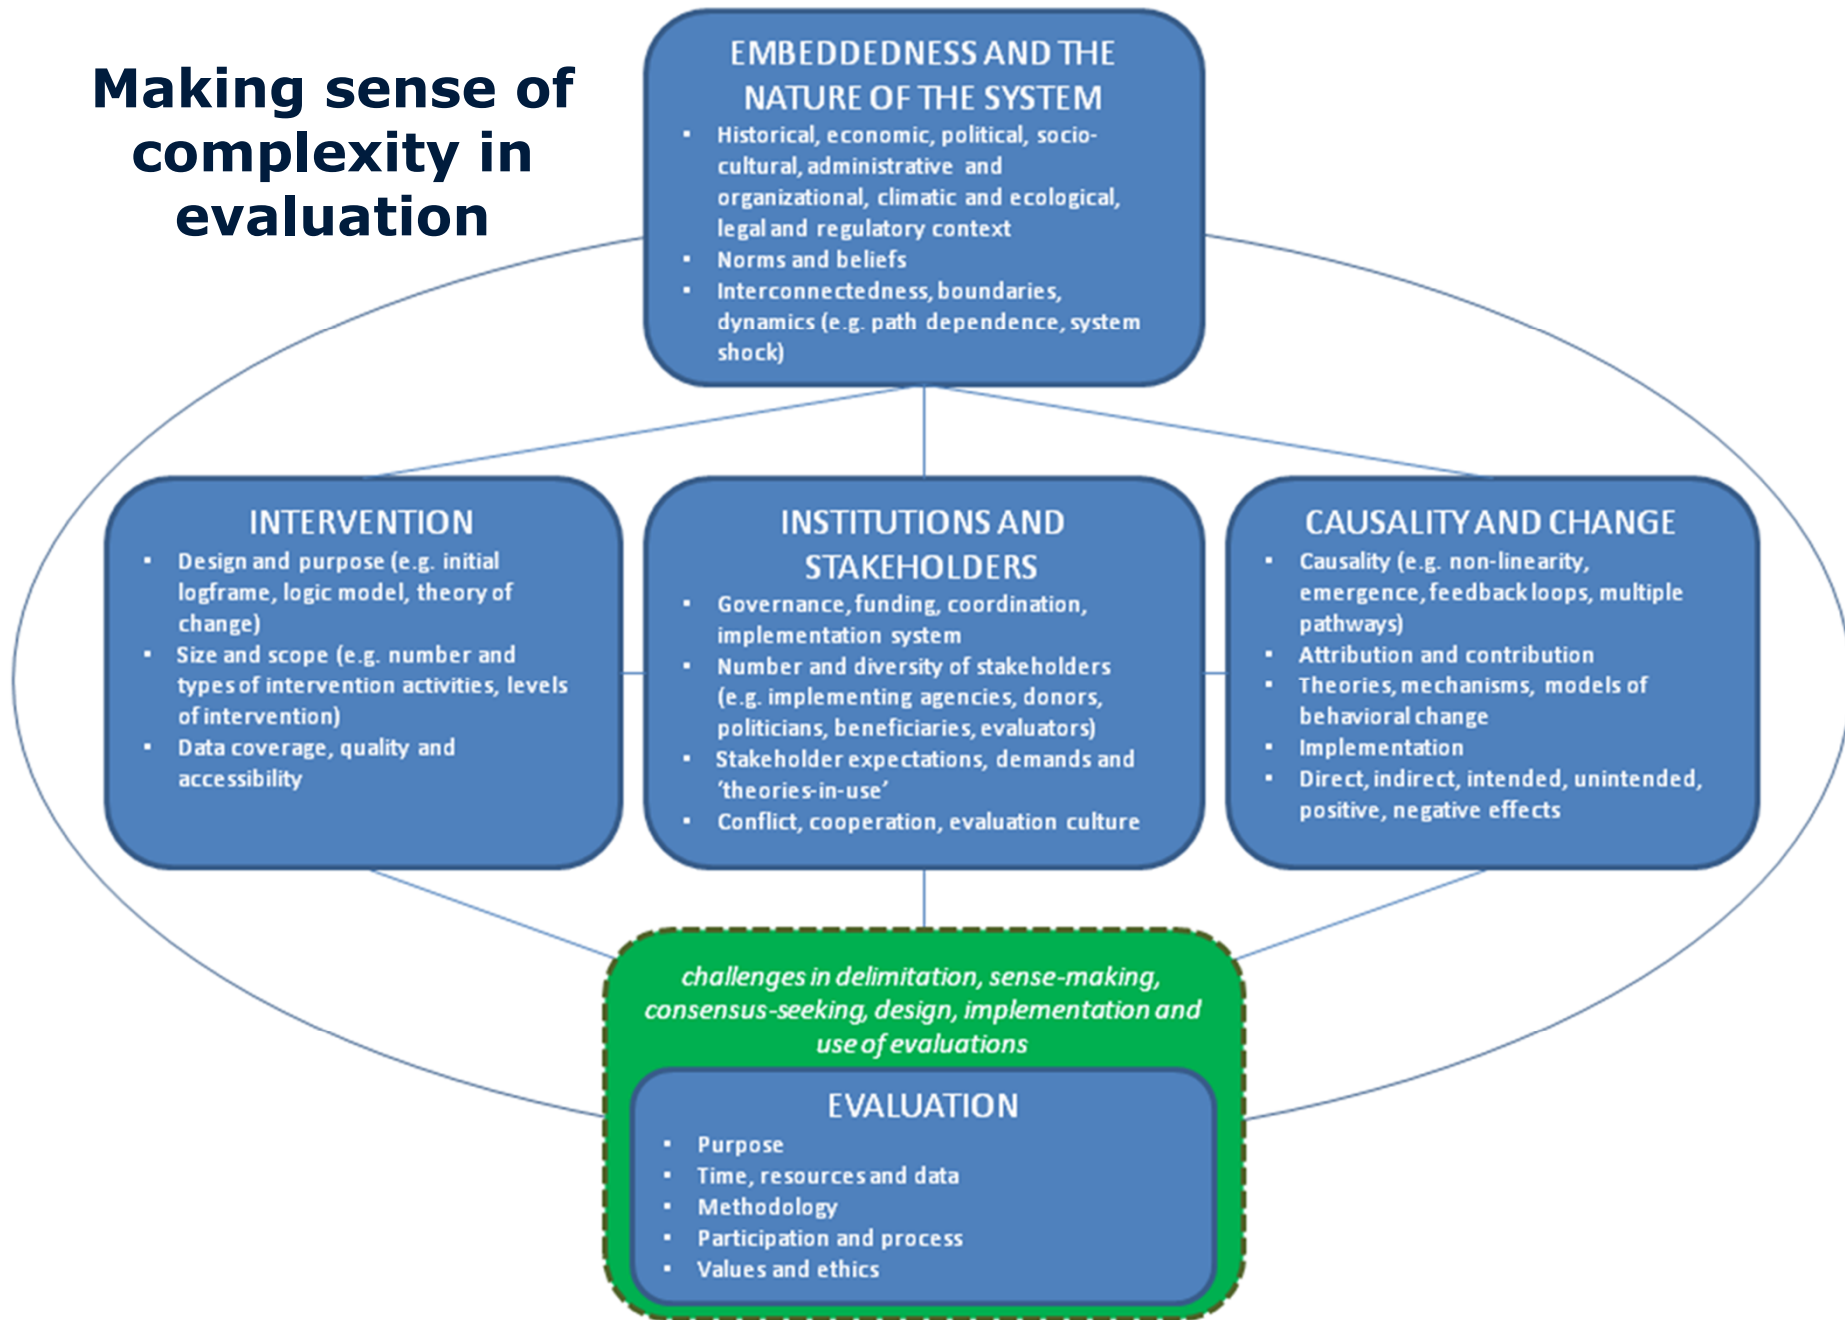 Making sense of
complexity in
evaluation
EMBEDDEDNESS AND THE
NATURE OF THE SYSTEM
▪ Historical, economic, political, socio-
cultural, administrative and
organizational, climatic and ecological,
legal and regulatory context
▪ Norms and beliefs
▪ Interconnectedness, boundaries,
dynamics (e.g. path dependence, system
shock)
INTERVENTION
▪ Design and purpose (e.g. initial
logframe, logic model, theory of
change)
▪ Size and scope (e.g. number and
types of intervention activities, levels
of intervention)
▪ Data coverage, quality and
accessibility
INSTITUTIONS AND
STAKEHOLDERS
▪ Governance, funding, coordination,
implementation system
▪ Number and diversity of stakeholders
(e.g. implementing agencies, donors,
politicians, beneficiaries, evaluators)
▪ Stakeholder expectations, demands and
‘theories-in-use’
▪ Conflict, cooperation, evaluation culture
CAUSALITY AND CHANGE
▪ Causality (e.g. non-linearity,
emergence, feedback loops, multiple
pathways)
▪ Attribution and contribution
▪ Theories, mechanisms, models of
behavioral change
▪ Implementation
▪ Direct, indirect, intended, unintended,
positive, negative effects
challenges in delimitation, sense-making,
consensus-seeking, design, implementation and
use of evaluations
EVALUATION
▪ Purpose
▪ Time, resources and data
▪ Methodology
▪ Participation and process
▪ Values and ethics